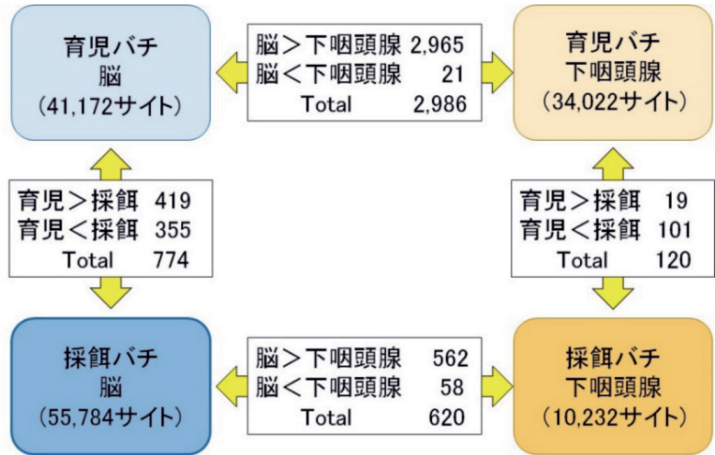 育児バチ
脳
(41,172サイト)
脳＞下咽頭腺 2,965
脳＜下咽頭腺 21
Total 2,986
育児バチ
下咽頭腺
(34,022サイト)
育児＞採餌 419
育児＜採餌 355
Total 774
育児＞採餌 19
育児＜採餌 101
Total 120
採餌バチ
脳
(55,784サイト)
脳＞下咽頭腺 562
脳＜下咽頭腺 58
Total 620
採餌バチ
下咽頭腺
(10,232サイト)